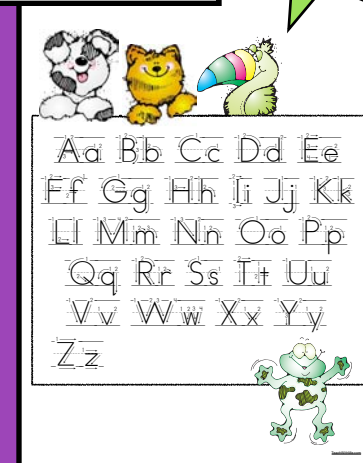 Aa Bb Cc Dd Ee
Ff Gg Hh Ii Jj Kk
Ll Mm Nn Oo Pp
Qq Rr Ss Tt Uu
Vv Ww Xx Yy
Zz